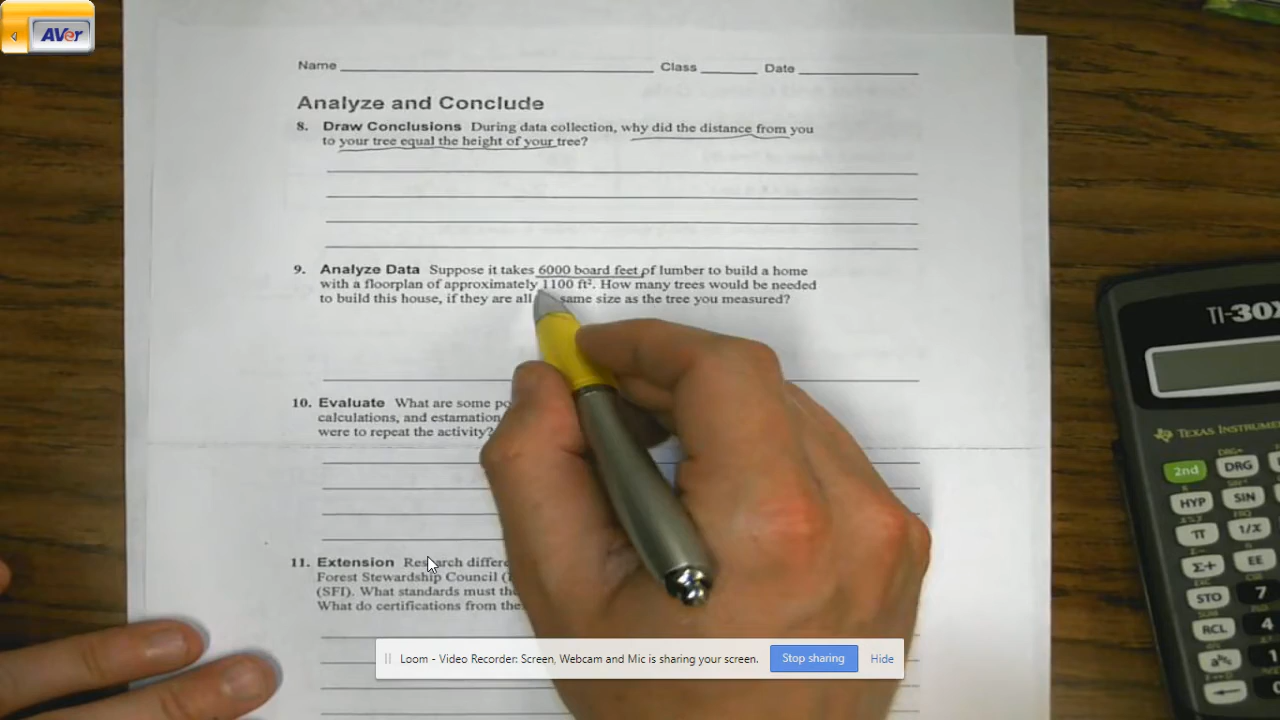 AVer
Name Class Date
Analyze and Conclude
8. Draw Conclusions During data collection, why did the distance from you
to your tree equal the height of your tree?
9. Analyze Data Suppose it takes 6000 board feet of lumber to build a home
with a floorplan of approximately 1100 ft². How many trees would be needed
to build this house, if they are all same size as the tree you measured?
10. Evaluate What are some
calculations, and estamation
were to repeat the activity?
11. Extension Research
Forest Stewardship Council
(SFI). What standards must
What do certifications from
TI-30X
TEXAS INSTRUMENTS
2nd DRG
HYP SIN
π 1/x
Σ+ EE
STO 7
RCL 4
1
0
Loom - Video Recorder: Screen, Webcam and Mic is sharing your screen. Stop sharing Hide